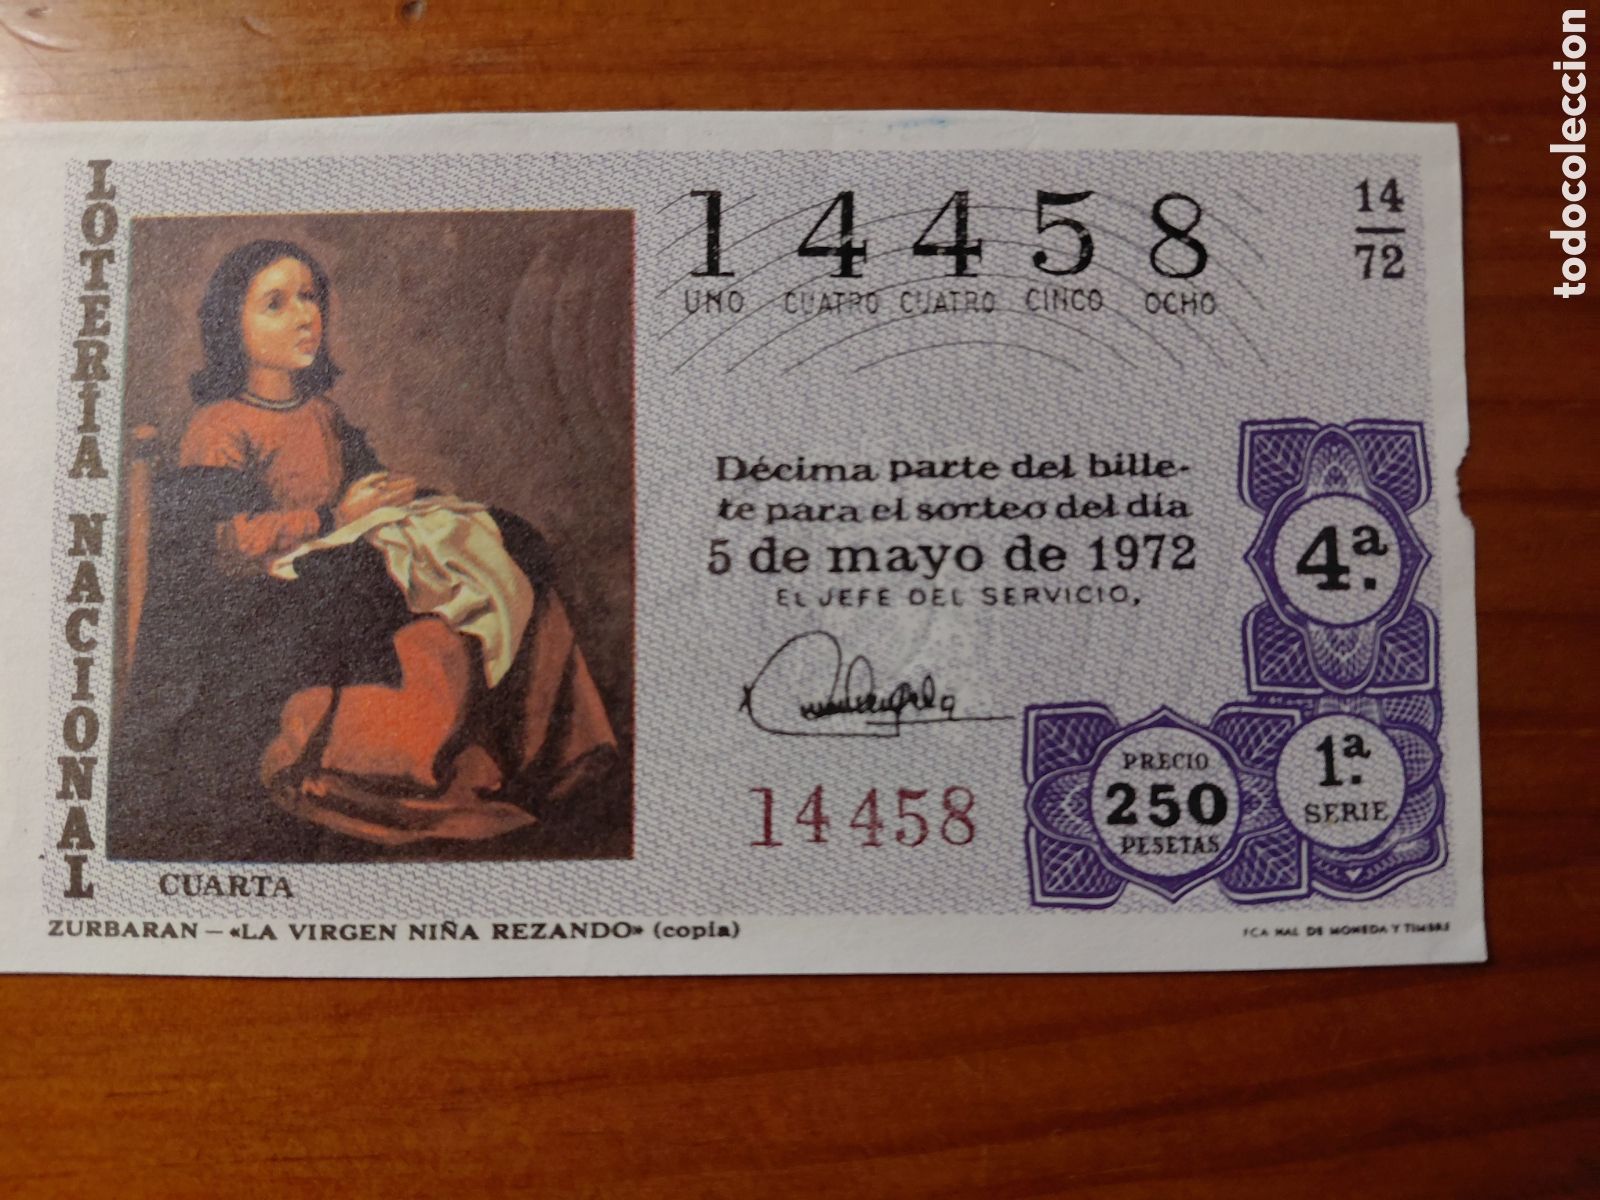 todocoleccion
LOTERÍA NACIONAL
14458
14
72
UNO CUATRO CUATRO CINCO OCHO
Décima parte del bille-
te para el sorteo del día
5 de mayo de 1972
EL JEFE DEL SERVICIO,
4ª.
1ª.
SERIE
PRECIO
250
PESETAS
14458
CUARTA
ZURBARAN – «LA VIRGEN NIÑA REZANDO» (copia)
FCA NAL DE MONEDA Y TIMBRE